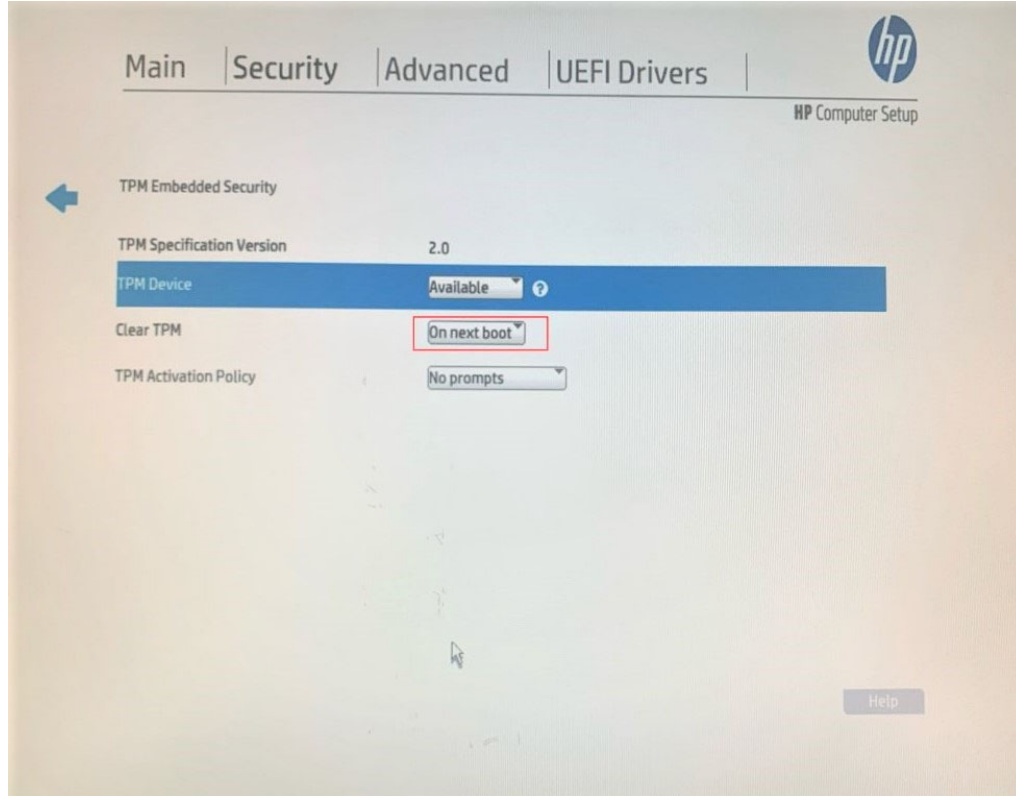 hp
Main Security Advanced UEFI Drivers
HP Computer Setup
TPM Embedded Security
TPM Specification Version 2.0
TPM Device Available ?
Clear TPM On next boot
TPM Activation Policy No prompts
Help